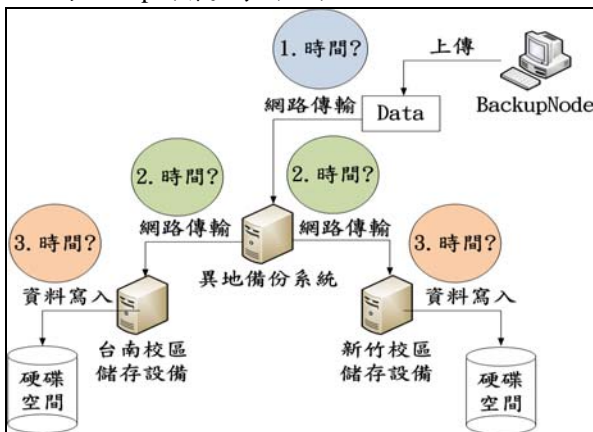 1. 時間?
上傳
網路傳輸
Data
BackupNode
2. 時間?
2. 時間?
3. 時間?
網路傳輸
網路傳輸
3. 時間?
異地備份系統
資料寫入
資料寫入
台南校區
儲存設備
新竹校區
儲存設備
硬碟
空間
硬碟
空間